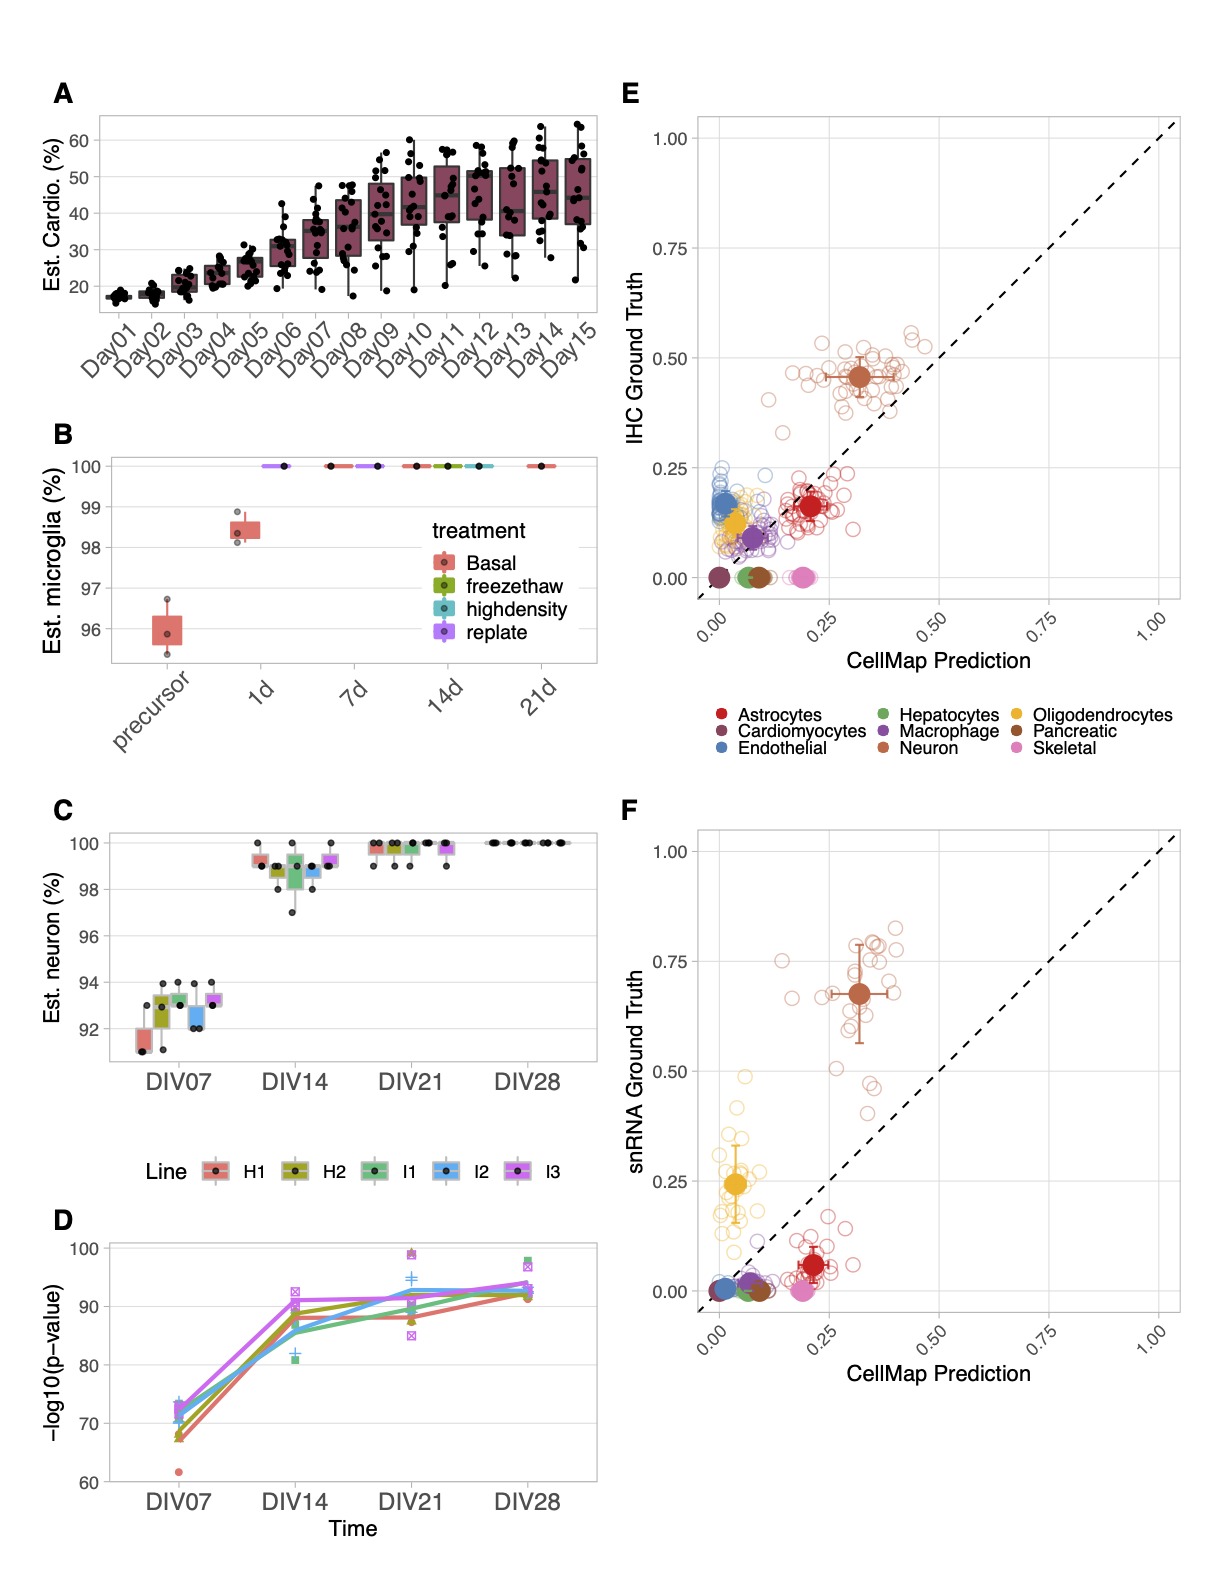 A
Est. Cardio. (%)
60
50
40
30
20
Day01
Day02
Day03
Day04
Day05
Day06
Day07
Day08
Day09
Day10
Day11
Day12
Day13
Day14
Day15
B
Est. microglia (%)
100
99
98
97
96
treatment
Basal
freezethaw
highdensity
replate
precursor
1d
7d
14d
21d
C
Est. neuron (%)
100
98
96
94
92
DIV07
DIV14
DIV21
DIV28
Line
H1
H2
I1
I2
I3
D
−log10(p−value)
100
90
80
70
60
DIV07
DIV14
DIV21
DIV28
Time
E
IHC Ground Truth
1.00
0.75
0.50
0.25
0.00
0.00
0.25
0.50
0.75
1.00
CellMap Prediction
Astrocytes
Hepatocytes
Oligodendrocytes
Cardiomyocytes
Macrophage
Pancreatic
Endothelial
Neuron
Skeletal
F
snRNA Ground Truth
1.00
0.75
0.50
0.25
0.00
0.00
0.25
0.50
0.75
1.00
CellMap Prediction